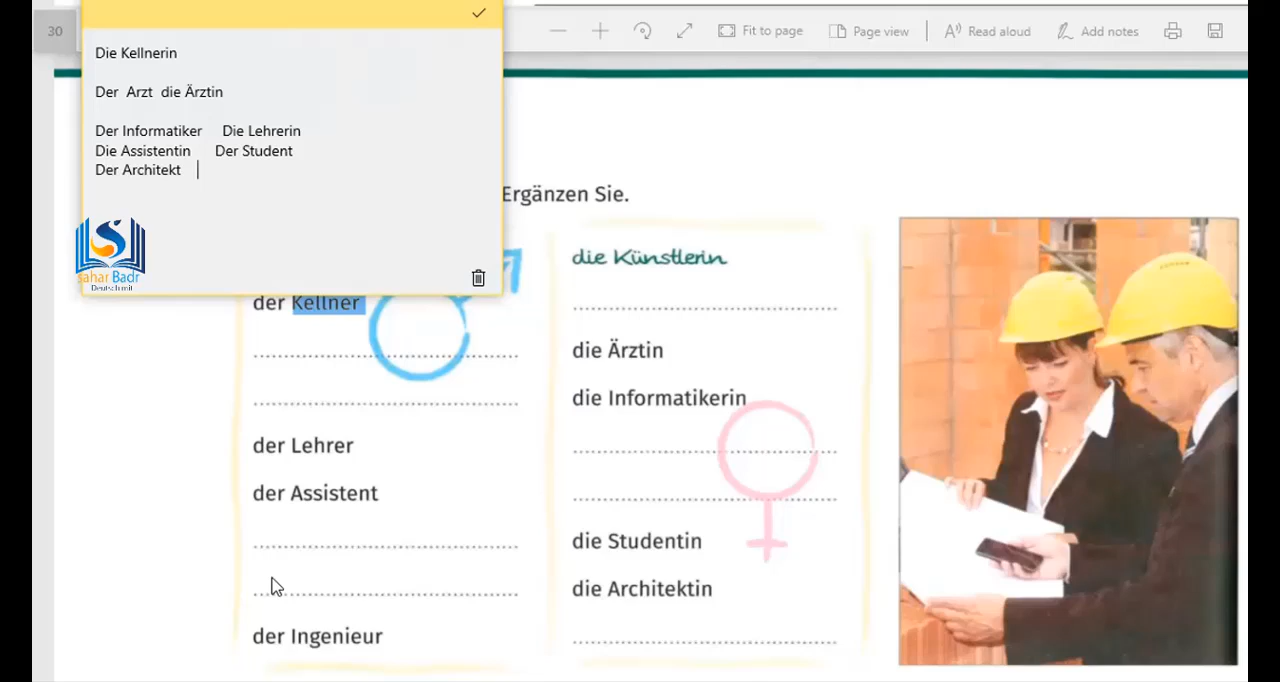 30
Fit to page
Page view
Read aloud
Add notes
Die Kellnerin
Der Arzt die Ärztin
Der Informatiker Die Lehrerin
Die Assistentin Der Student
Der Architekt
sahar Badr
Deutsch mit
Ergänzen Sie.
die Künstlerin
der Kellner
die Ärztin
die Informatikerin
der Lehrer
der Assistent
die Studentin
die Architektin
der Ingenieur